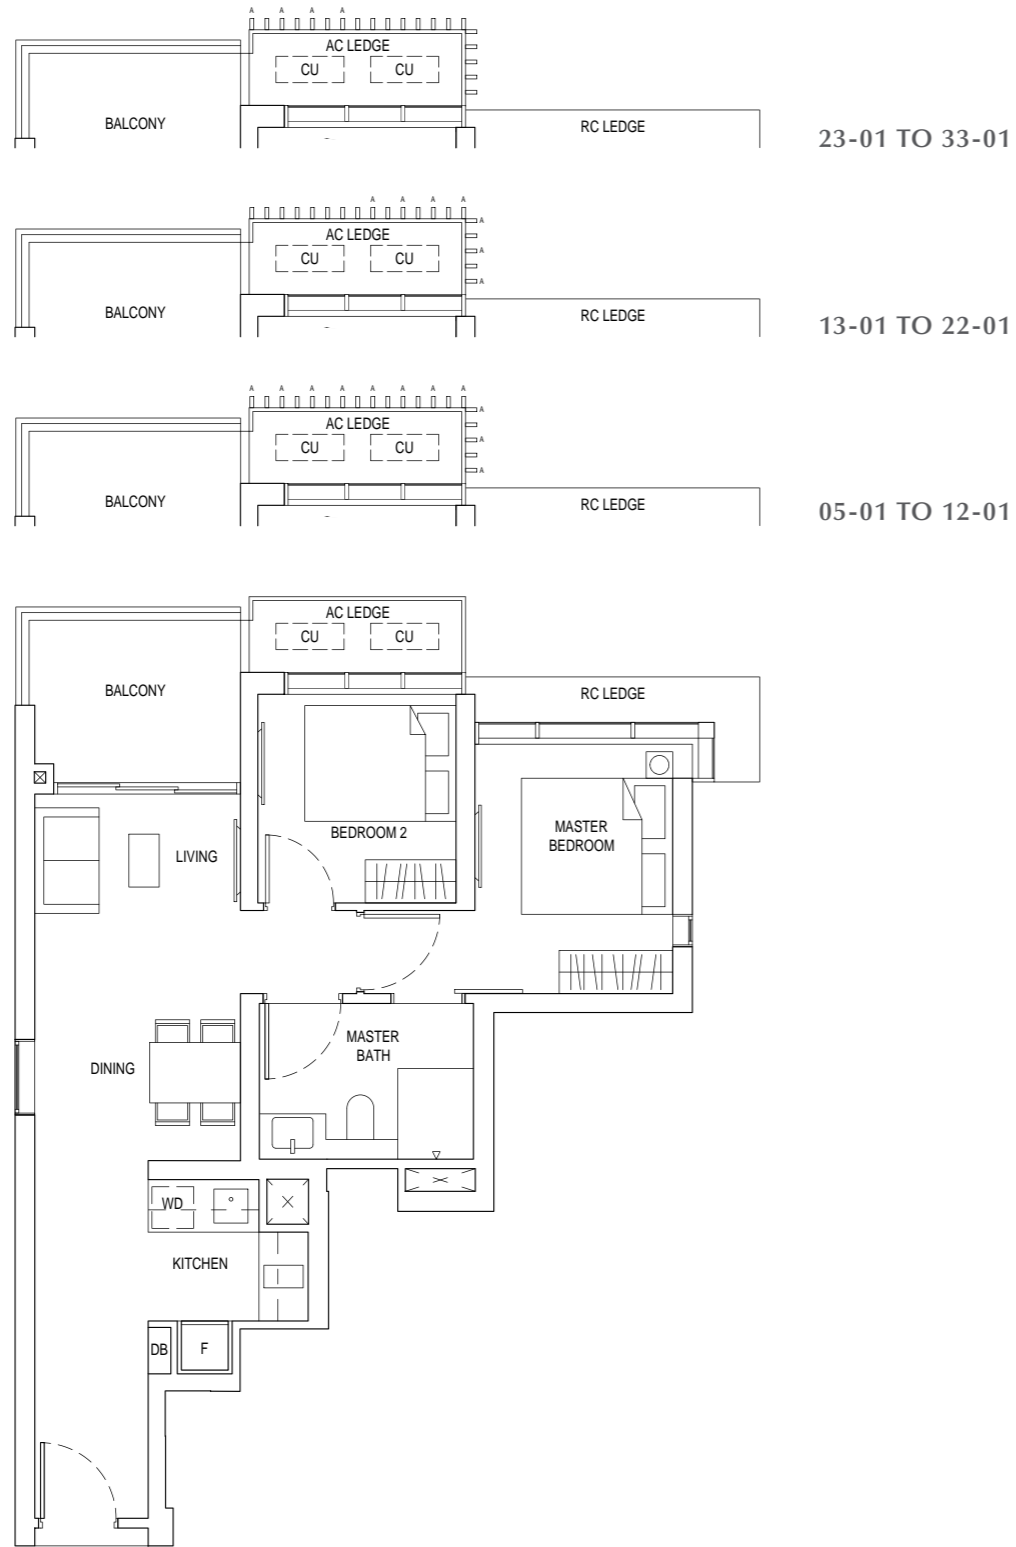 A A A A
AC LEDGE
CU CU
BALCONY
RC LEDGE
23-01 TO 33-01
A A A A
A
AC LEDGE
A
CU CU
A
BALCONY
RC LEDGE
13-01 TO 22-01
A A A A A A A A
A
AC LEDGE
A
CU CU
A
BALCONY
RC LEDGE
05-01 TO 12-01
AC LEDGE
CU CU
BALCONY
RC LEDGE
LIVING
BEDROOM 2
MASTER
BEDROOM
DINING
MASTER
BATH
WD
KITCHEN
DB
F